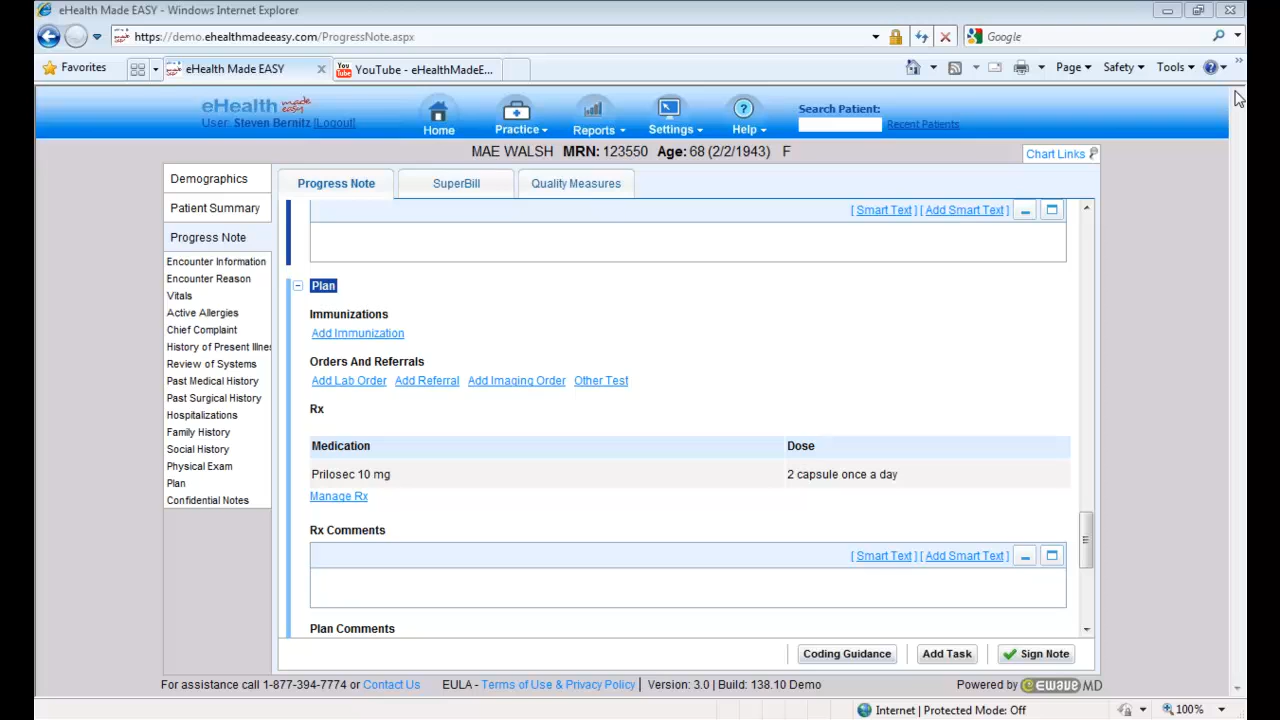 eHealth Made EASY - Windows Internet Explorer
https://demo.ehealthmadeeasy.com/ProgressNote.aspx
Google
Favorites
eHealth Made EASY
YouTube - eHealthMadeE...
Page
Safety
Tools
eHealth made easy
User: Steven Bernitz [Logout]
Home
Practice
Reports
Settings
Help
Search Patient:
Recent Patients
MAE WALSH MRN: 123550 Age: 68 (2/2/1943) F
Chart Links
Demographics
Patient Summary
Progress Note
Encounter Information
Encounter Reason
Vitals
Active Allergies
Chief Complaint
History of Present Illnes
Review of Systems
Past Medical History
Past Surgical History
Hospitalizations
Family History
Social History
Physical Exam
Plan
Confidential Notes
Progress Note
SuperBill
Quality Measures
[ Smart Text ] [ Add Smart Text ]
Plan
Immunizations
Add Immunization
Orders And Referrals
Add Lab Order Add Referral Add Imaging Order Other Test
Rx
Medication Dose
Prilosec 10 mg 2 capsule once a day
Manage Rx
Rx Comments
[ Smart Text ] [ Add Smart Text ]
Plan Comments
Coding Guidance
Add Task
Sign Note
For assistance call 1-877-394-7774 or Contact Us EULA - Terms of Use & Privacy Policy Version: 3.0 | Build: 138.10 Demo Powered by eWAVE MD
Internet | Protected Mode: Off
100%